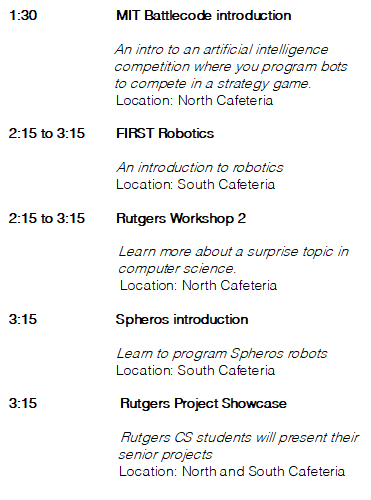 1:30 MIT Battlecode introduction
An intro to an artificial intelligence
competition where you program bots
to compete in a strategy game.
Location: North Cafeteria
2:15 to 3:15 FIRST Robotics
An introduction to robotics
Location: South Cafeteria
2:15 to 3:15 Rutgers Workshop 2
Learn more about a surprise topic in
computer science.
Location: North Cafeteria
3:15 Spheros introduction
Learn to program Spheros robots
Location: South Cafeteria
3:15 Rutgers Project Showcase
Rutgers CS students will present their
senior projects
Location: North and South Cafeteria